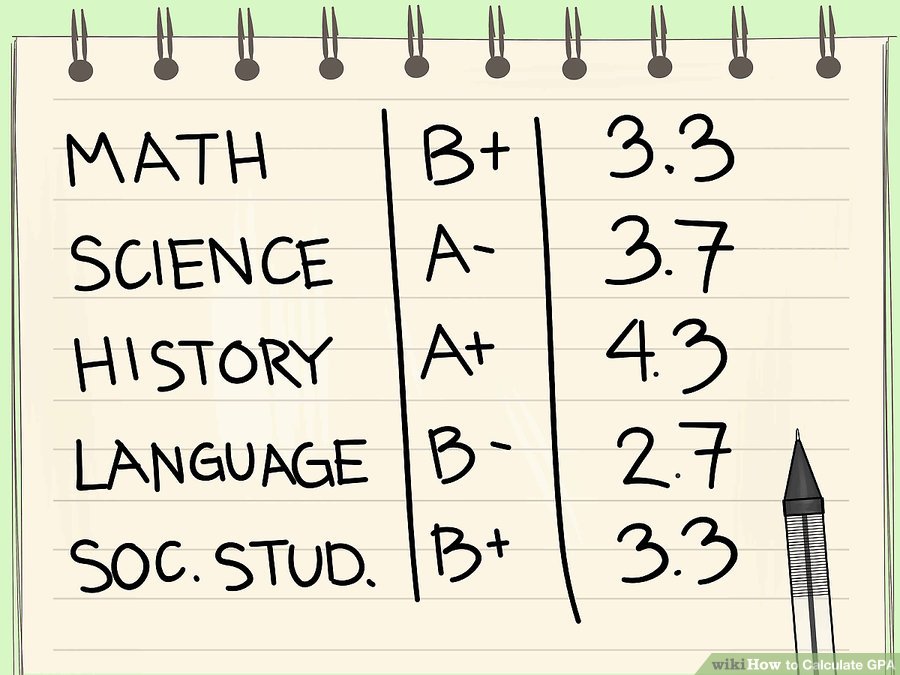 MATH B+ 3.3
SCIENCE A- 3.7
HISTORY A+ 4.3
LANGUAGE B- 2.7
SOC. STUD. B+ 3.3
wikiHow to Calculate GPA